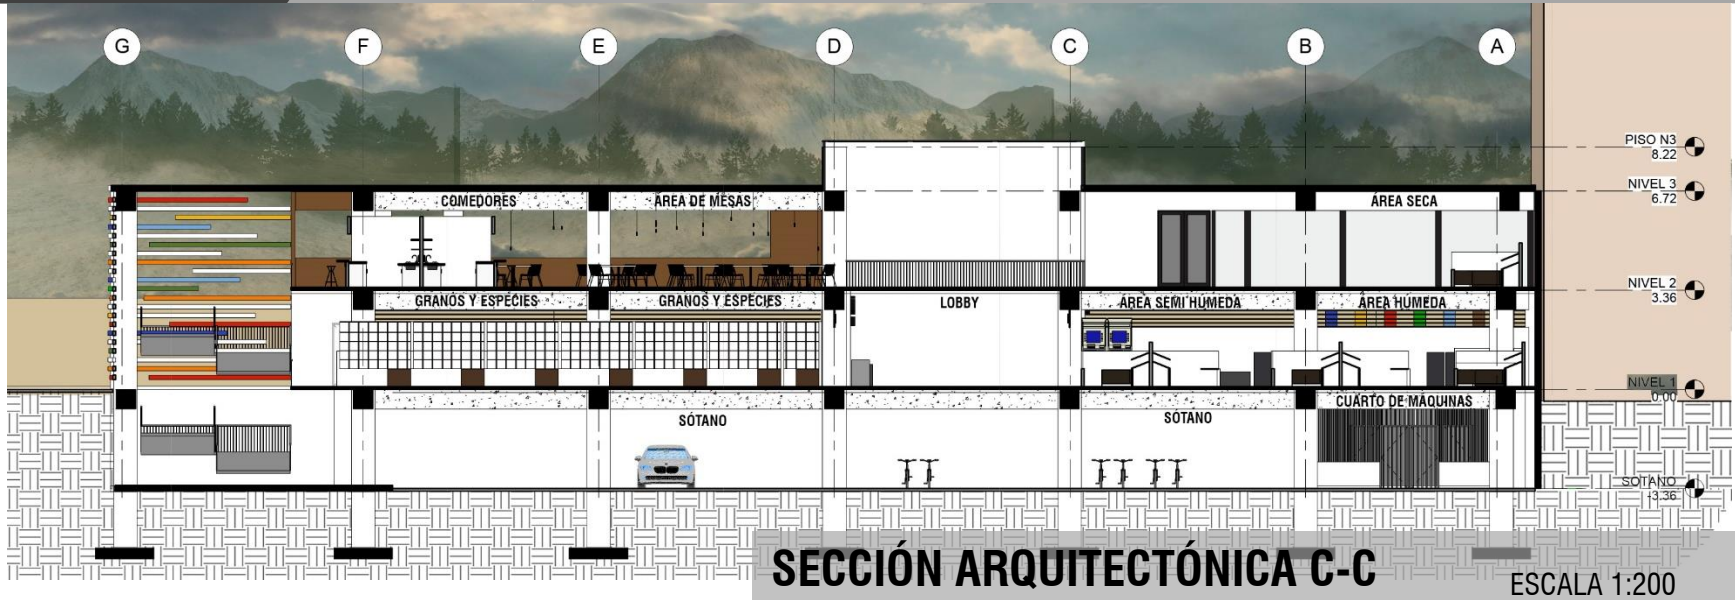 G F E D C B A
PISO N3
8.22
NIVEL 3
6.72
COMEDORES
ÁREA DE MESAS
ÁREA SECA
NIVEL 2
3.36
GRANOS Y ESPECIES
GRANOS Y ESPECIES
LOBBY
ÁREA SEMI HÚMEDA
ÁREA HÚMEDA
NIVEL 1
0.00
CUARTO DE MÁQUINAS
SÓTANO
SÓTANO
SÓTANO
-3.36
SECCIÓN ARQUITECTÓNICA C-C
ESCALA 1:200